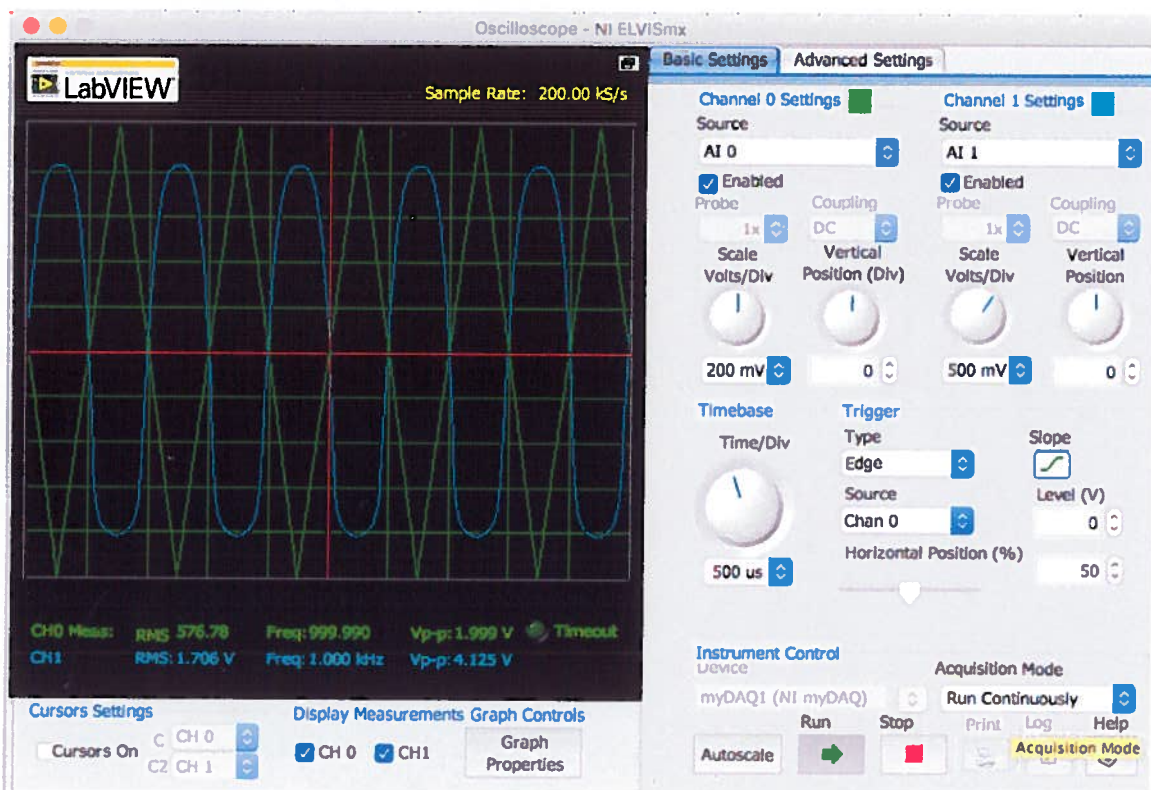 Oscilloscope - NI ELVISmx
LabVIEW
Sample Rate: 200.00 kS/s
Basic Settings Advanced Settings
Channel 0 Settings Channel 1 Settings
Source Source
AI 0 AI 1
Enabled Enabled
Probe Coupling Probe Coupling
1x DC 1x DC
Scale Vertical Scale Vertical
Volts/Div Position (Div) Volts/Div Position
200 mV 0 500 mV 0
Timebase Trigger
Time/Div Type Slope
Edge
Source Level (V)
Chan 0 0
Horizontal Position (%)
500 us 50
CH0 Meas: RMS 576.78 Freq: 999.990 Vp-p: 1.999 V Timeout
CH1 RMS: 1.706 V Freq: 1.000 kHz Vp-p: 4.125 V
Instrument Control
Device Acquisition Mode
myDAQ1 (NI myDAQ) Run Continuously
Run Stop Print Log Help
Autoscale Acquisition Mode
Cursors Settings Display Measurements Graph Controls
Cursors On C CH 0 CH 0 CH1 Graph
C2 CH 1 Properties